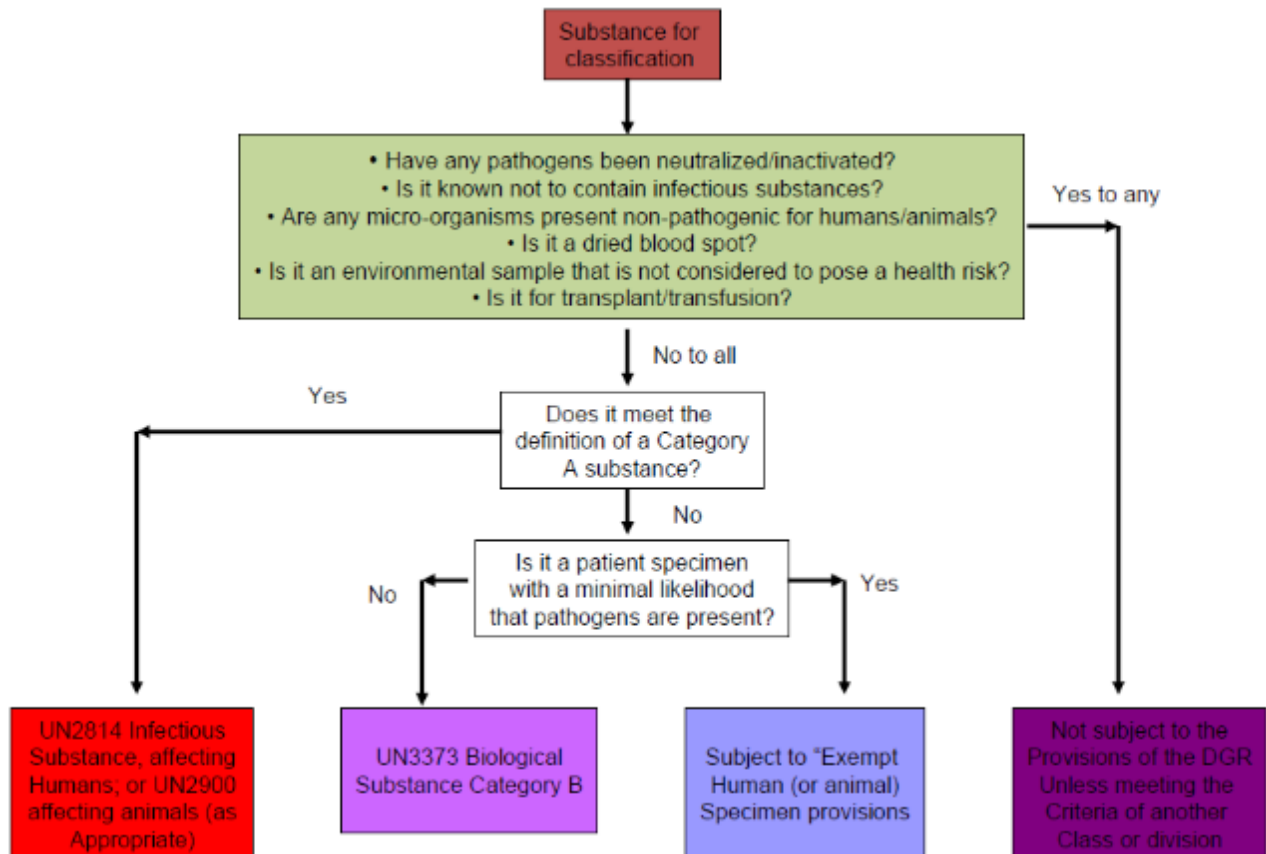 Substance for
classification
• Have any pathogens been neutralized/inactivated?
• Is it known not to contain infectious substances?
• Are any micro-organisms present non-pathogenic for humans/animals?
• Is it a dried blood spot?
• Is it an environmental sample that is not considered to pose a health risk?
• Is it for transplant/transfusion?
Yes to any
No to all
Yes
Does it meet the
definition of a Category
A substance?
No
Is it a patient specimen
with a minimal likelihood
that pathogens are present?
No
Yes
UN2814 Infectious
Substance, affecting
Humans; or UN2900
affecting animals (as
Appropriate)
UN3373 Biological
Substance Category B
Subject to “Exempt
Human (or animal)
Specimen provisions
Not subject to the
Provisions of the DGR
Unless meeting the
Criteria of another
Class or division